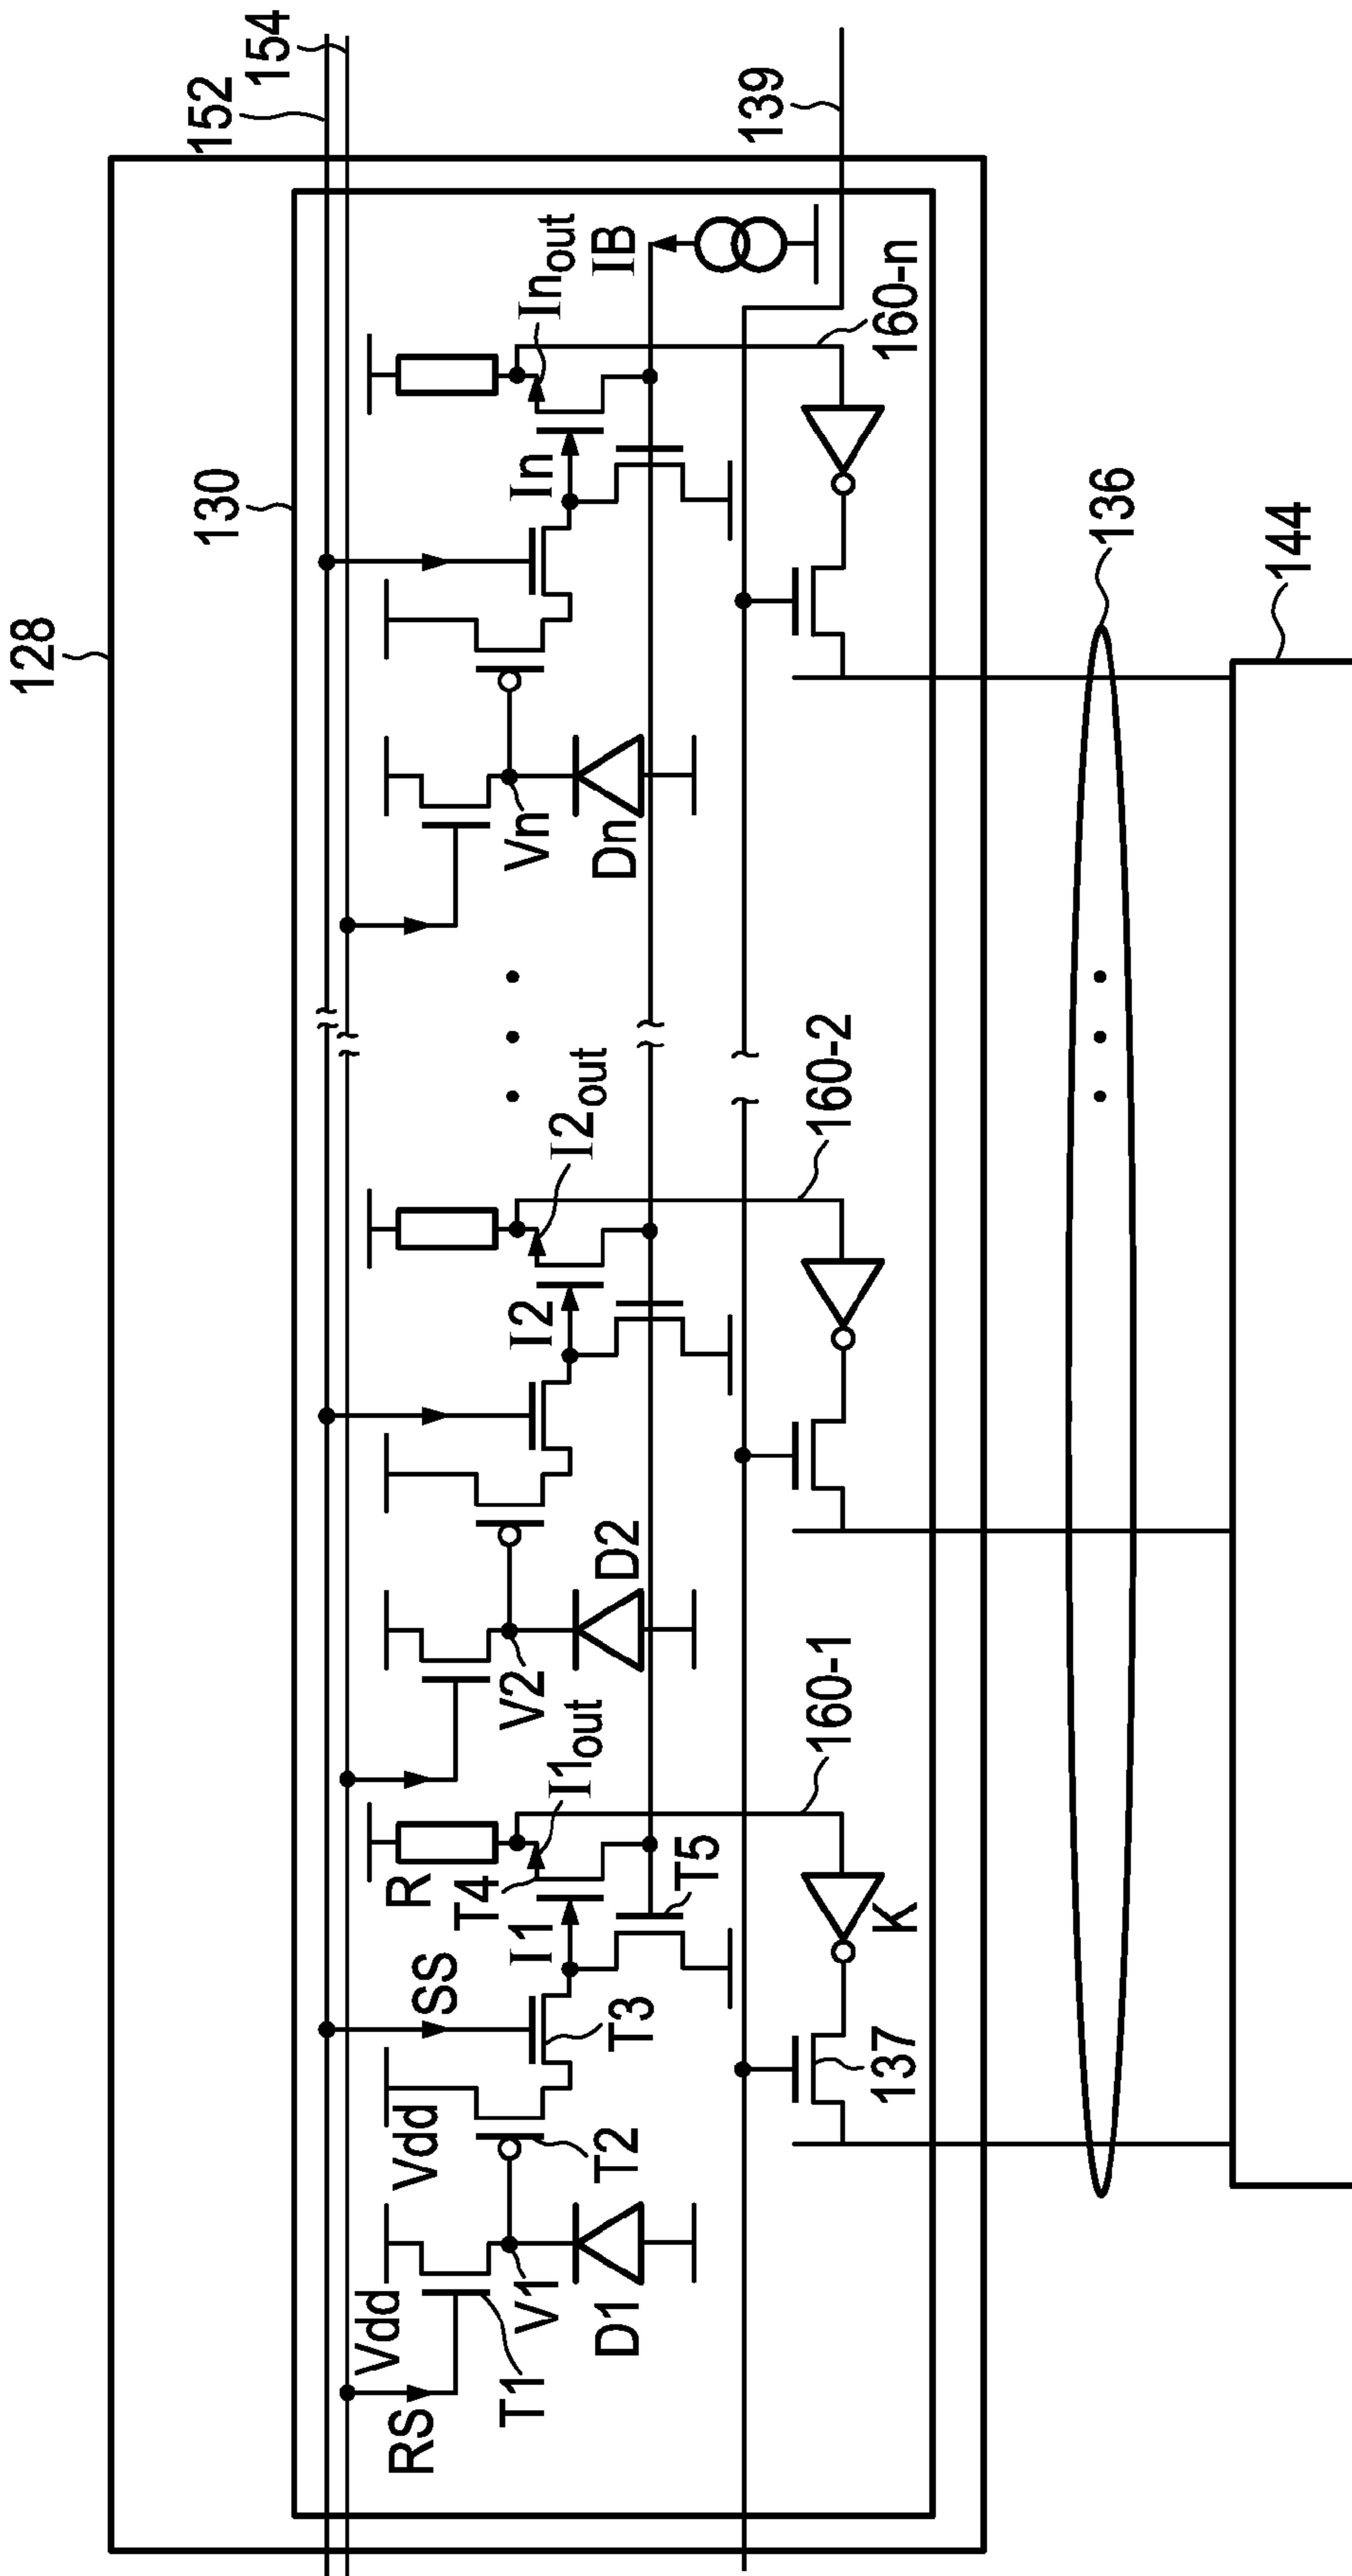 128
130
152
154
RS
Vdd
Vdd
SS
R
T1
V1
D1
T2
T3
I1
T4
I1out
T5
V2
D2
I2
I2out
Vn
Dn
In
Inout
IB
139
137
K
160-1
160-2
160-n
136
144